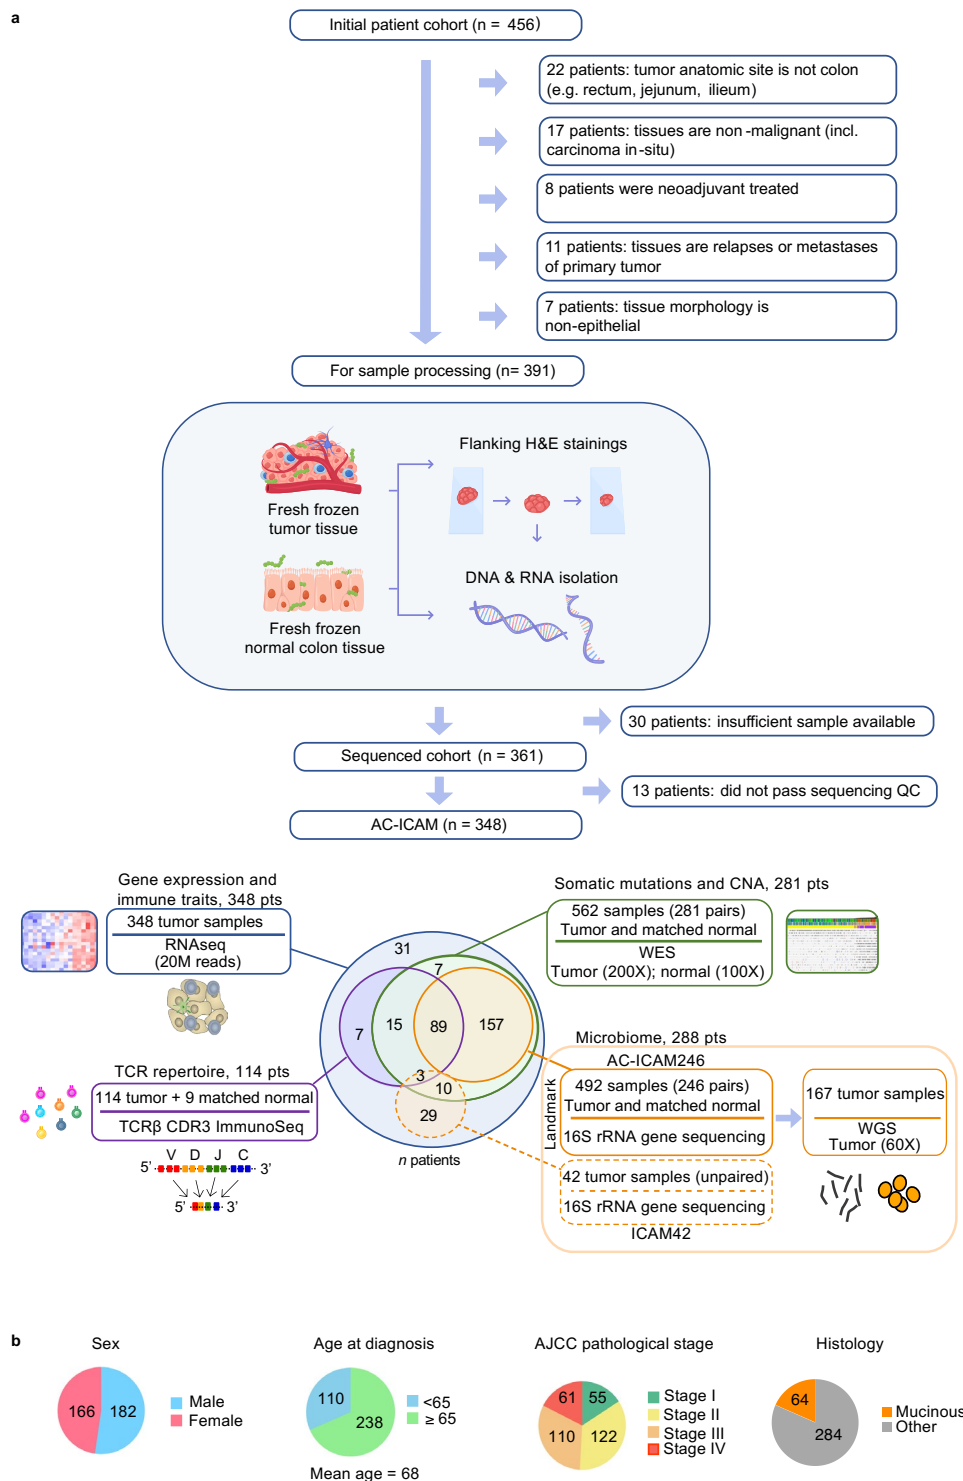 a
Initial patient cohort (n = 456)
22 patients: tumor anatomic site is not colon
(e.g. rectum, jejunum, ilieum)
17 patients: tissues are non-malignant (incl.
carcinoma in-situ)
8 patients were neoadjuvant treated
11 patients: tissues are relapses or metastases
of primary tumor
7 patients: tissue morphology is
non-epithelial
For sample processing (n= 391)
Flanking H&E stainings
Fresh frozen
tumor tissue
DNA & RNA isolation
Fresh frozen
normal colon tissue
30 patients: insufficient sample available
Sequenced cohort (n = 361)
13 patients: did not pass sequencing QC
AC-ICAM (n = 348)
Gene expression and
immune traits, 348 pts
348 tumor samples
RNAseq
(20M reads)
Somatic mutations and CNA, 281 pts
562 samples (281 pairs)
Tumor and matched normal
WES
Tumor (200X); normal (100X)
31
7
15
89
157
7
3
10
29
n patients
TCR repertoire, 114 pts
114 tumor + 9 matched normal
TCRβ CDR3 ImmunoSeq
V D J C
5' 3'
5' 3'
Microbiome, 288 pts
AC-ICAM246
Landmark
492 samples (246 pairs)
Tumor and matched normal
16S rRNA gene sequencing
167 tumor samples
WGS
Tumor (60X)
42 tumor samples (unpaired)
16S rRNA gene sequencing
ICAM42
b
Sex
166
182
Male
Female
Age at diagnosis
110
238
<65
≥ 65
Mean age = 68
AJCC pathological stage
61
55
110
122
Stage I
Stage II
Stage III
Stage IV
Histology
64
284
Mucinous
Other